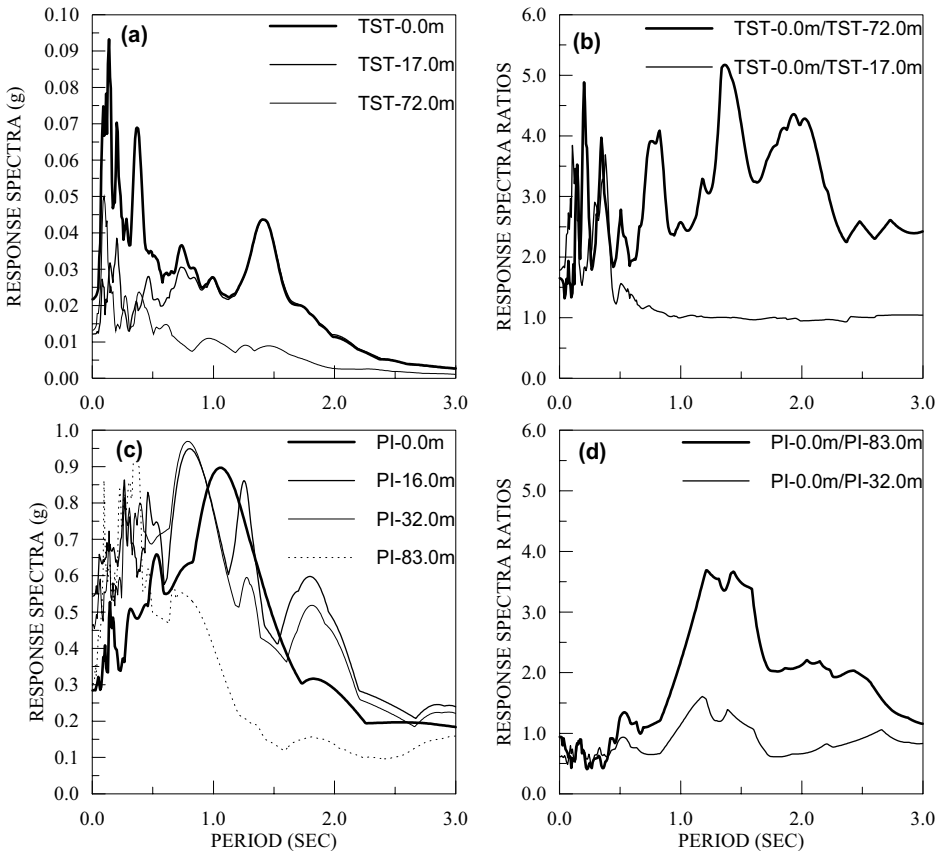 (a)
TST-0.0m
TST-17.0m
TST-72.0m
RESPONSE SPECTRA (g)
0.10
0.09
0.08
0.07
0.06
0.05
0.04
0.03
0.02
0.01
0.00
0.0 1.0 2.0 3.0
(b)
TST-0.0m/TST-72.0m
TST-0.0m/TST-17.0m
RESPONSE SPECTRA RATIOS
6.0
5.0
4.0
3.0
2.0
1.0
0.0
0.0 1.0 2.0 3.0
(c)
PI-0.0m
PI-16.0m
PI-32.0m
PI-83.0m
RESPONSE SPECTRA (g)
1.0
0.9
0.8
0.7
0.6
0.5
0.4
0.3
0.2
0.1
0.0
0.0 1.0 2.0 3.0
PERIOD (SEC)
(d)
PI-0.0m/PI-83.0m
PI-0.0m/PI-32.0m
RESPONSE SPECTRA RATIOS
6.0
5.0
4.0
3.0
2.0
1.0
0.0
0.0 1.0 2.0 3.0
PERIOD (SEC)